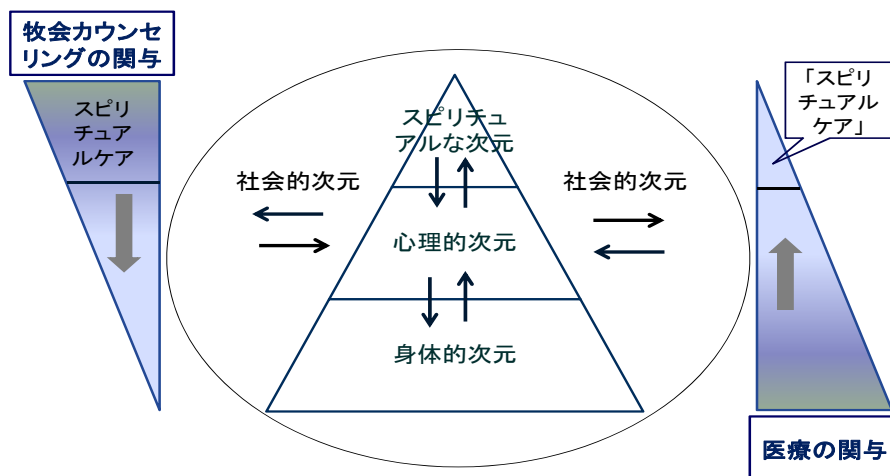 牧会カウンセ
リングの関与
スピリ
チュア
ルケア
スピリチュ
アルな次元
社会的次元
社会的次元
心理的次元
身体的次元
「スピリ
チュアル
ケア」
医療の関与